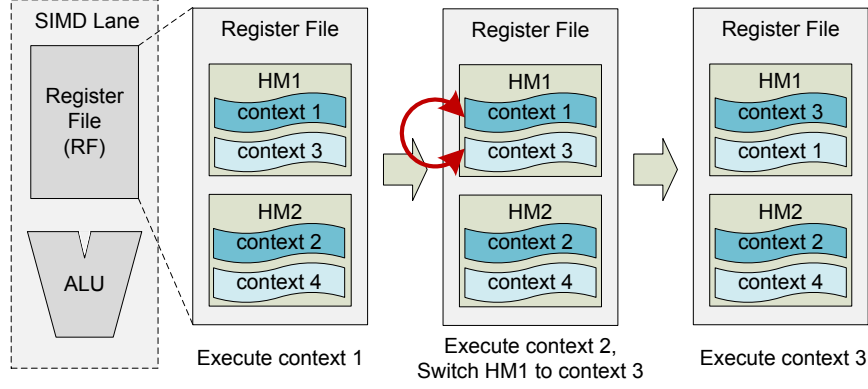 SIMD Lane
Register
File
(RF)
ALU
Register File
HM1
context 1
context 3
HM2
context 2
context 4
Execute context 1
Register File
HM1
context 1
context 3
HM2
context 2
context 4
Execute context 2,
Switch HM1 to context 3
Register File
HM1
context 3
context 1
HM2
context 2
context 4
Execute context 3